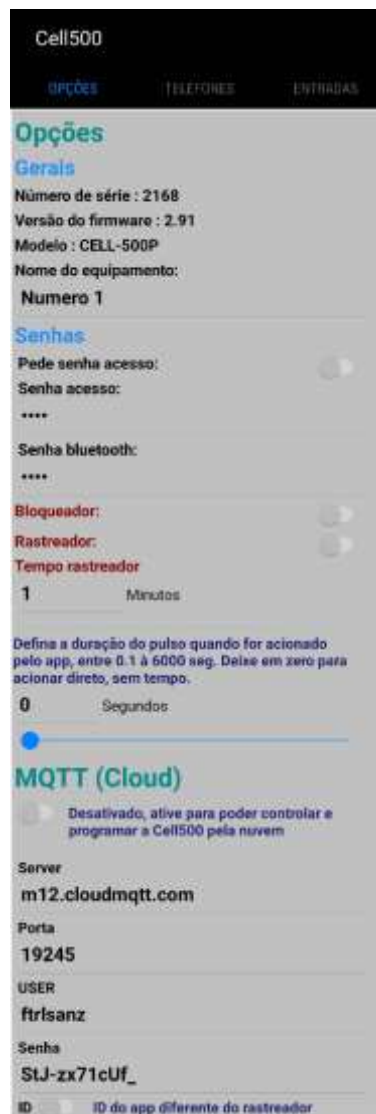 Cell500
OPÇÕES TELEFONES ENTRADAS
Opções
Gerais
Número de série : 2168
Versão do firmware : 2.91
Modelo : CELL-500P
Nome do equipamento:
Numero 1
Senhas
Pede senha acesso:
Senha acesso:
••••
Senha bluetooth:
••••
Bloqueador:
Rastreador:
Tempo rastreador
1 Minutos
Defina a duração do pulso quando for acionado
pelo app, entre 0.1 à 6000 seg. Deixe em zero para
acionar direto, sem tempo.
0 Segundos
MQTT (Cloud)
Desativado, ative para poder controlar e
programar a Cell500 pela nuvem
Server
m12.cloudmqtt.com
Porta
19245
USER
ftrlsanz
Senha
StJ-zx71cUf_
ID ID do app diferente do rastreador